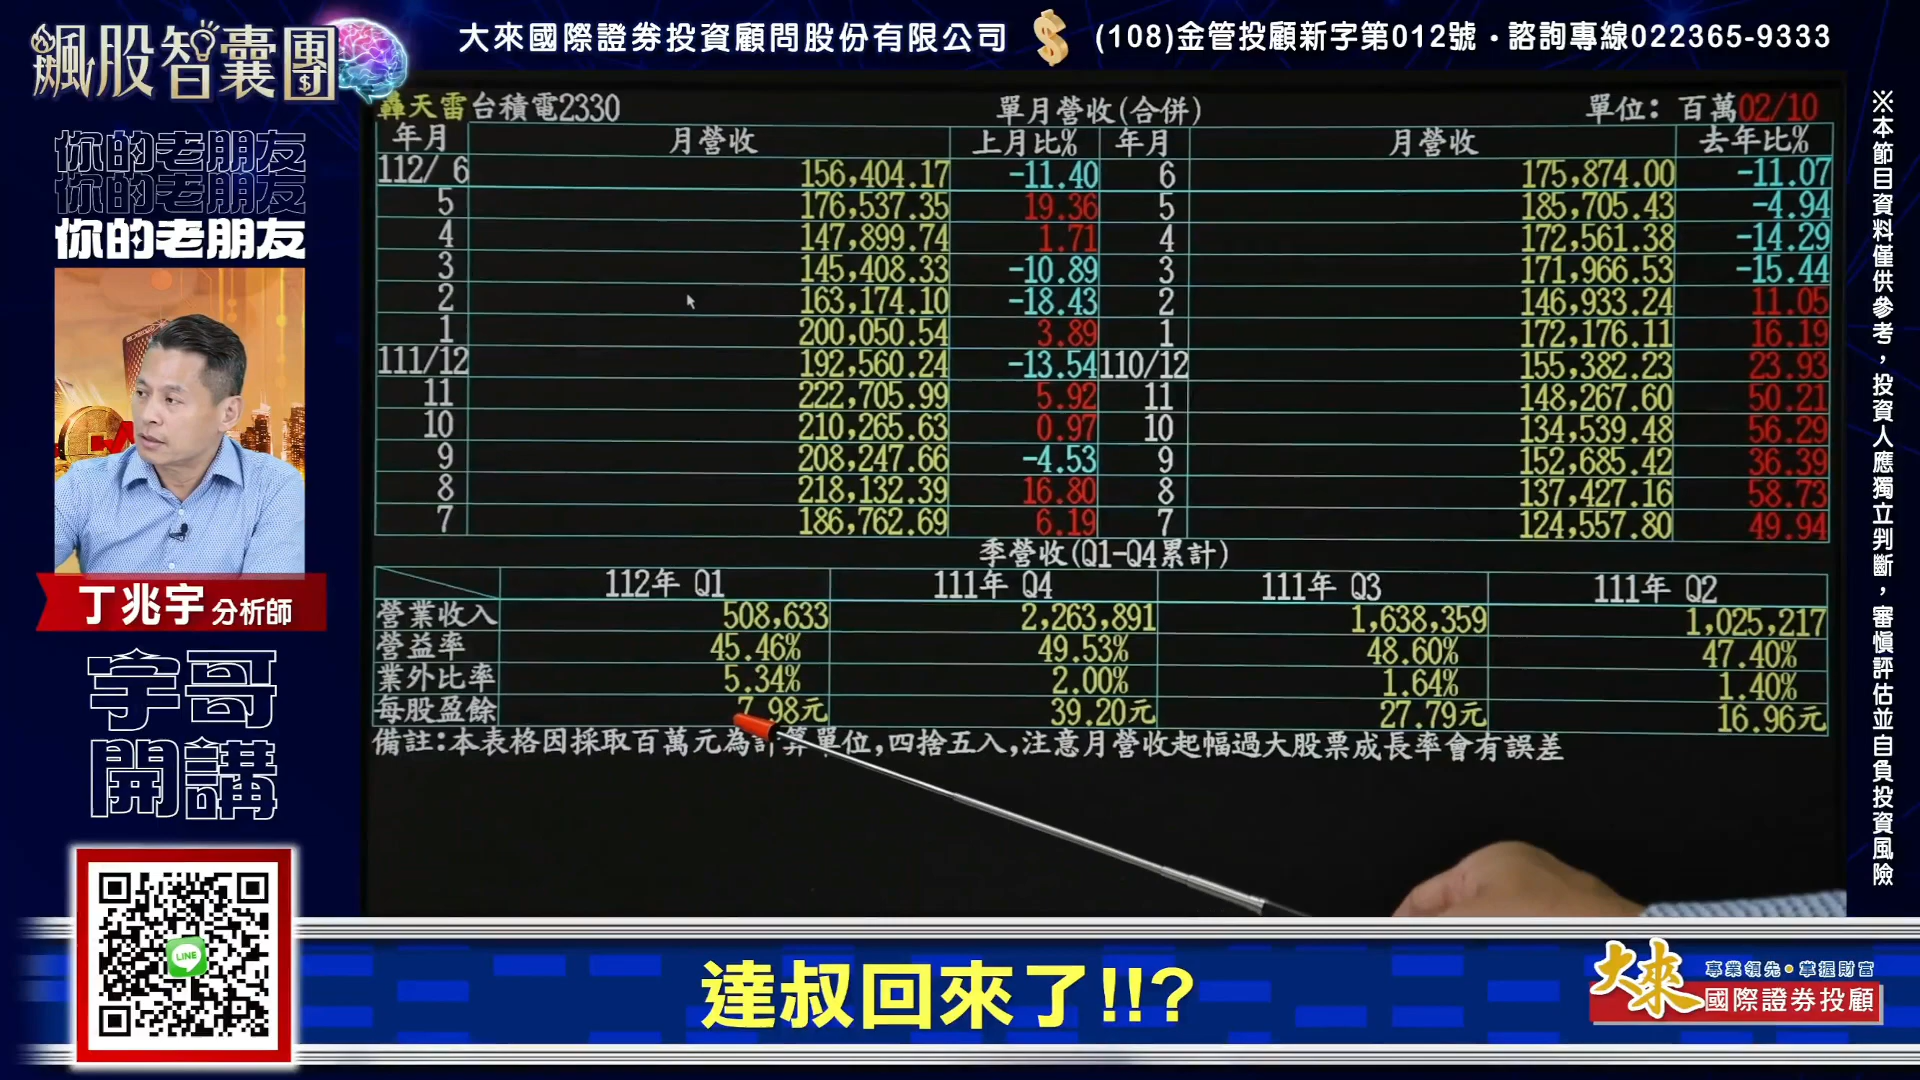 飆股智囊團
大來國際證券投資顧問股份有限公司 (108)金管投顧新字第012號・諮詢專線022365-9333
你的老朋友
你的老朋友
你的老朋友
丁兆宇 分析師
宇哥
開講
LINE
轟天雷台積電2330 單月營收(合併) 單位: 百萬 02/10
年月 月營收 上月比% 年月 月營收 去年比%
112/ 6 156,404.17 -11.40 6 175,874.00 -11.07
5 176,537.35 19.36 5 185,705.43 -4.94
4 147,899.74 1.71 4 172,561.38 -14.29
3 145,408.33 -10.89 3 171,966.53 -15.44
2 163,174.10 -18.43 2 146,933.24 11.05
1 200,050.54 3.89 1 172,176.11 16.19
111/12 192,560.24 -13.54 110/12 155,382.23 23.93
11 222,705.99 5.92 11 148,267.60 50.21
10 210,265.63 0.97 10 134,539.48 56.29
9 208,247.66 -4.53 9 152,685.42 36.39
8 218,132.39 16.80 8 137,427.16 58.73
7 186,762.69 6.19 7 124,557.80 49.94
季營收(Q1-Q4累計)
112年 Q1 111年 Q4 111年 Q3 111年 Q2
營業收入 508,633 2,263,891 1,638,359 1,025,217
營益率 45.46% 49.53% 48.60% 47.40%
業外比率 5.34% 2.00% 1.64% 1.40%
每股盈餘 7.98元 39.20元 27.79元 16.96元
備註:本表格因採取百萬元為計算單位,四捨五入,注意月營收起幅過大股票成長率會有誤差
※本節目資料僅供參考，投資人應獨立判斷，審慎評估並自負投資風險
達叔回來了!!?
大來 專業領先・掌握財富
國際證券投顧